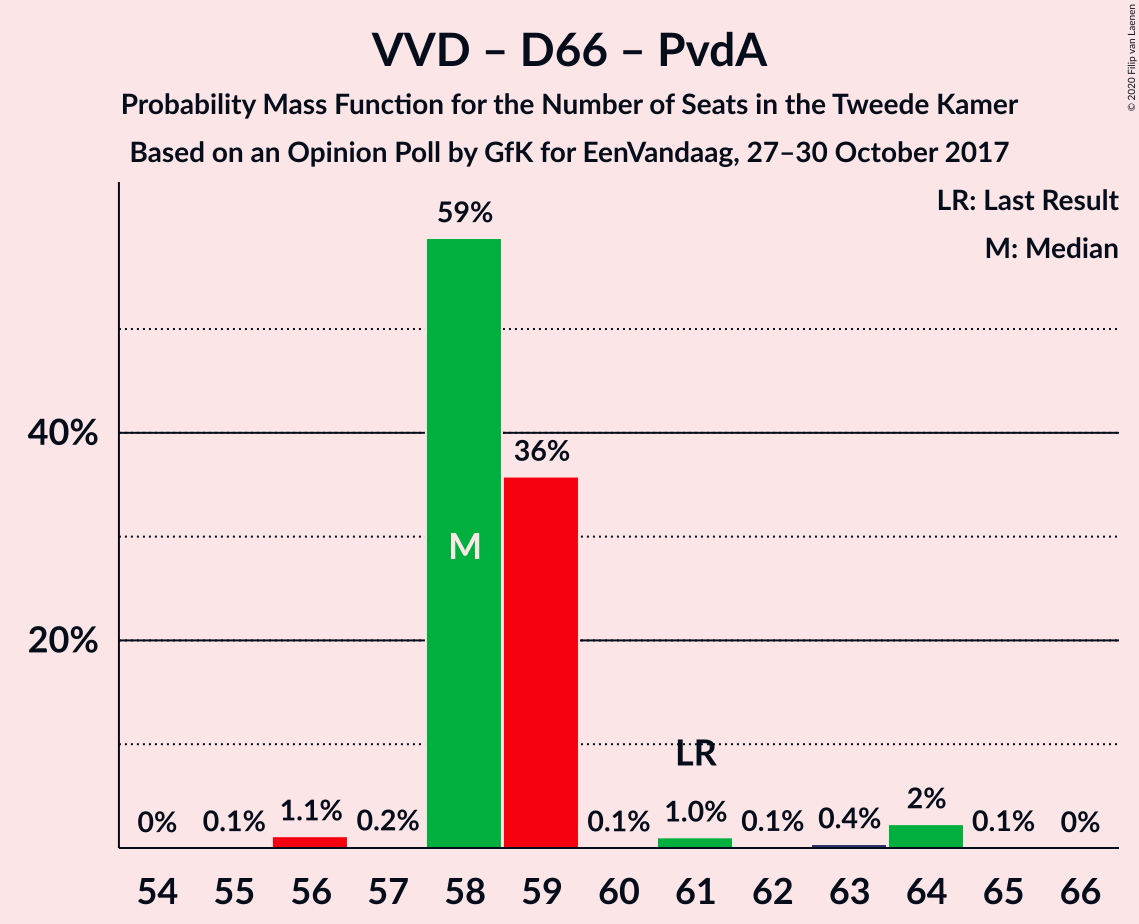 VVD – D66 – PvdA
Probability Mass Function for the Number of Seats in the Tweede Kamer
Based on an Opinion Poll by GfK for EenVandaag, 27–30 October 2017
© 2020 Filip van Laenen
LR: Last Result
M: Median
59%
40%
36%
M
20%
LR
0% 0.1% 1.1% 0.2% 0.1% 1.0% 0.1% 0.4% 2% 0.1% 0%
54 55 56 57 58 59 60 61 62 63 64 65 66